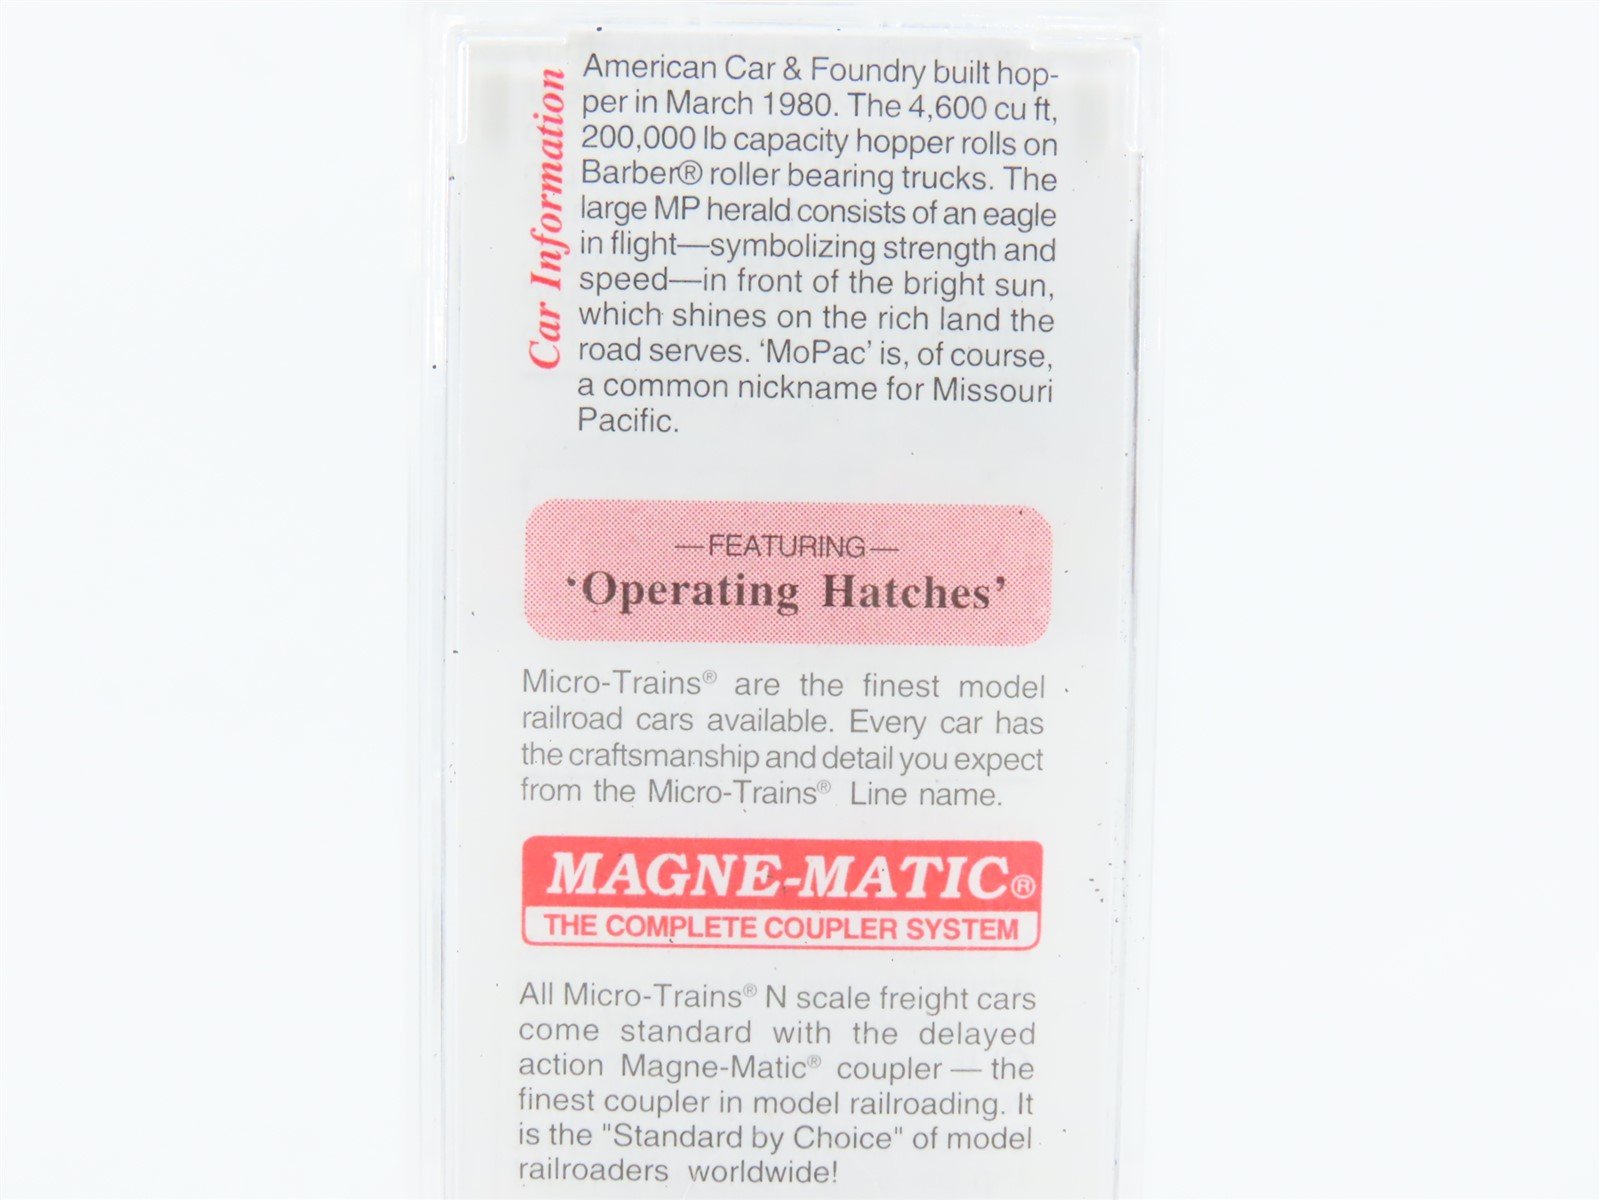 Car Information
American Car & Foundry built hop-
per in March 1980. The 4,600 cu ft,
200,000 lb capacity hopper rolls on
Barber® roller bearing trucks. The
large MP herald consists of an eagle
in flight—symbolizing strength and
speed—in front of the bright sun,
which shines on the rich land the
road serves. ‘MoPac’ is, of course,
a common nickname for Missouri
Pacific.
—FEATURING—
‘Operating Hatches’
Micro-Trains® are the finest model
railroad cars available. Every car has
the craftsmanship and detail you expect
from the Micro-Trains® Line name.
MAGNE-MATIC®
THE COMPLETE COUPLER SYSTEM
All Micro-Trains® N scale freight cars
come standard with the delayed
action Magne-Matic® coupler — the
finest coupler in model railroading. It
is the "Standard by Choice" of model
railroaders worldwide!